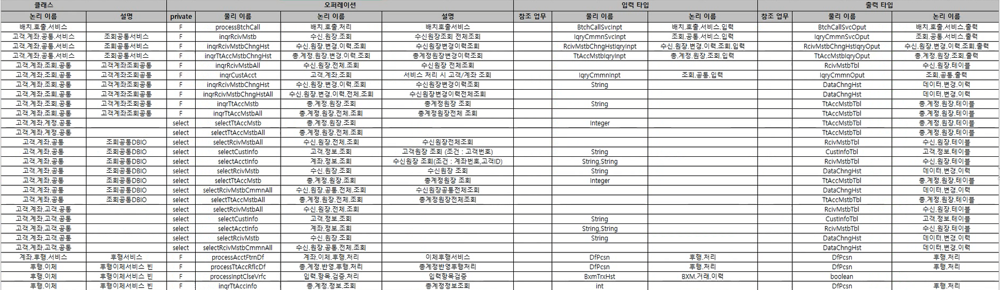 클래스 오퍼레이션 입력 타입 출력 타입
논리 이름 설명 private 물리 이름 논리 이름 설명 참조 업무 물리 이름 논리 이름 참조 업무 물리 이름 논리 이름
배치.호출.서비스 F processBtchCall 배치.호출.처리 배치호출서비스 BtchCallSvcInpt 배치.호출.서비스.입력 BtchCallSvcOput 배치.호출.서비스.출력
고객.계좌.공통.서비스 조회공통서비스 F inqrRcivMstb 수신.원장.조회 수신원장조회 전체조회 IqryCmmnSvcInpt 조회.공통.서비스.입력 IqryCmmnSvcOput 조회.공통.서비스.출력
고객.계좌.공통.서비스 조회공통서비스 F inqrRcivMstbChngHst 수신.원장.변경.이력.조회 수신원장변경이력조회 RcivMstbChngHstIqryInpt 수신.원장.변경.이력.조회.입력 RcivMstbChngHstIqryOput 수신.원장.변경.이력.조회.출력
고객.계좌.공통.서비스 조회공통서비스 F inqrTtAccMstbChngHst 총.계정.원장.변경.이력.조회 총계정원장변경이력조회 TtAccMstbIqryInpt 총.계정.원장.조회.입력 TtAccMstbIqryOput 총.계정.원장.조회.출력
고객.계좌.조회.공통 고객계좌조회공통 F inqrRcivMstbAll 수신.원장.전체.조회 수신원장 전체조회 RcivMstbTbl 수신.원장.테이블
고객.계좌.조회.공통 고객계좌조회공통 F inqrCustAcct 고객.계좌.조회 서비스 처리 시 고객/계좌 조회 IqryCmmnInpt 조회.공통.입력 IqryCmmnOput 조회.공통.출력
고객.계좌.조회.공통 고객계좌조회공통 F inqrRcivMstbChngHst 수신.원장.변경.이력.조회 수신원장변경이력조회 String DataChngHst 데이터.변경.이력
고객.계좌.조회.공통 고객계좌조회공통 F inqrRcivMstbChngHstAll 수신.원장.변경.이력.전체.조회 수신원장변경이력전체조회 DataChngHst 데이터.변경.이력
고객.계좌.조회.공통 고객계좌조회공통 F inqrTtAccMstb 총.계정.원장.조회 총계정원장 조회 String TtAccMstbTbl 총.계정.원장.테이블
고객.계좌.조회.공통 고객계좌조회공통 F inqrTtAccMstbAll 총.계정.원장.전체.조회 총계정원장전체 조회 TtAccMstbTbl 총.계정.원장.테이블
고객.계좌.계정.공통 select selectTtAccMstb 총.계정.원장.조회 Integer TtAccMstbTbl 총.계정.원장.테이블
고객.계좌.계정.공통 select selectTtAccMstbAll 총.계정.원장.전체.조회 TtAccMstbTbl 총.계정.원장.테이블
고객.계좌.공통 조회공통DBIO select selectRcivMstbAll 수신.원장.전체.조회 수신원장전체조회 RcivMstbTbl 수신.원장.테이블
고객.계좌.공통 조회공통DBIO select selectCustInfo 고객.정보.조회 고객원장 조회 (조건 : 고객번호) String CustInfoTbl 고객.정보.테이블
고객.계좌.공통 조회공통DBIO select selectAcctInfo 계좌.정보.조회 수신원장 조회(조건 : 계좌번호,고객ID) String,String RcivMstbTbl 수신.원장.테이블
고객.계좌.공통 조회공통DBIO select selectRcivMstb 수신.원장.조회 수신원장 조회 String DataChngHst 데이터.변경.이력
고객.계좌.공통 조회공통DBIO select selectTtAccMstb 총.계정.원장.조회 총계정원장 조회 Integer TtAccMstbTbl 총.계정.원장.테이블
고객.계좌.공통 조회공통DBIO select selectRcivMstbCmmnAll 수신.원장.공통.전체.조회 수신원장공통전체조회 DataChngHst 데이터.변경.이력
고객.계좌.공통 조회공통DBIO select selectTtAccMstbAll 총.계정.원장.전체.조회 총계정원장전체조회 TtAccMstbTbl 총.계정.원장.테이블
고객.계좌.고객.공통 select selectRcivMstbAll 수신.원장.전체.조회 RcivMstbTbl 수신.원장.테이블
고객.계좌.고객.공통 select selectCustInfo 고객.정보.조회 String CustInfoTbl 고객.정보.테이블
고객.계좌.고객.공통 select selectAcctInfo 계좌.정보.조회 String,String RcivMstbTbl 수신.원장.테이블
고객.계좌.고객.공통 select selectRcivMstb 수신.원장.조회 String DataChngHst 데이터.변경.이력
고객.계좌.고객.공통 select selectRcivMstbCmmnAll 수신.원장.공통.전체.조회 DataChngHst 데이터.변경.이력
계좌.후행.서비스 후행서비스 F processAcctFtrnDf 계좌.이체.후행.처리 이체후행서비스 DfPcsn 후행.처리 DfPcsn 후행.처리
후행.이체 후행이체서비스 빈 F processTtAccRflcDf 총.계정.반영.후행.처리 총계정반영후행처리 DfPcsn 후행.처리 DfPcsn 후행.처리
후행.이체 후행이체서비스 빈 F processInptClseVrfc 입력.항목.검증.처리 입력항목검증 BxmTrxHst BXM.거래.이력 boolean
후행.이체 후행이체서비스 빈 F inqrTtAccInfo 총.계정.정보.조회 총계정정보조회 int DfPcsn 후행.처리